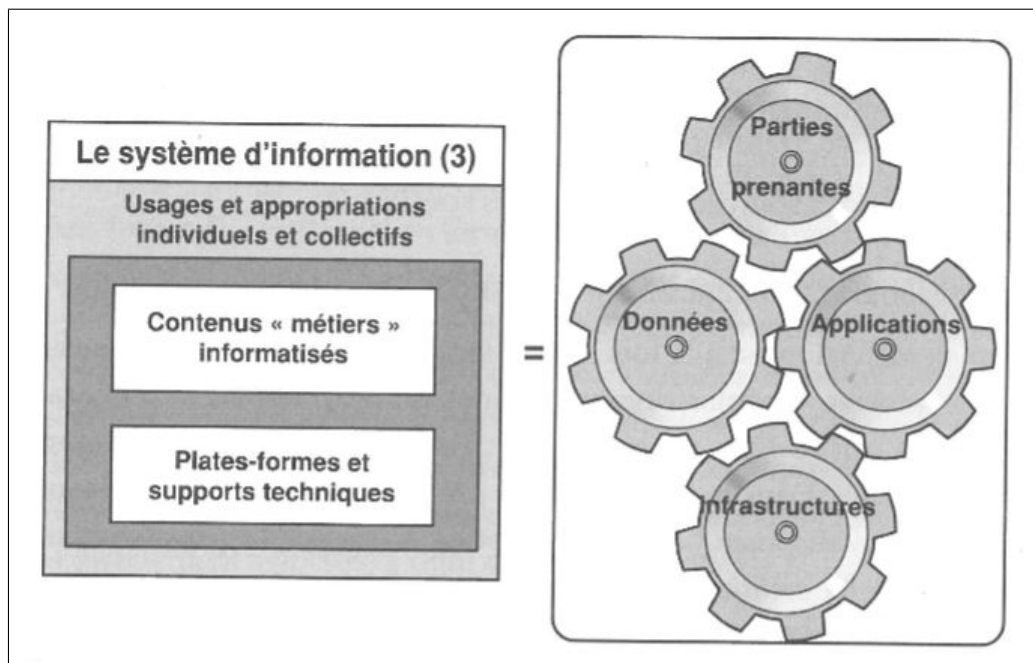 Le système d'information (3)
Usages et appropriations
individuels et collectifs
Contenus « métiers »
informatisés
Plates-formes et
supports techniques
=
Parties
prenantes
Données
Applications
Infrastructures